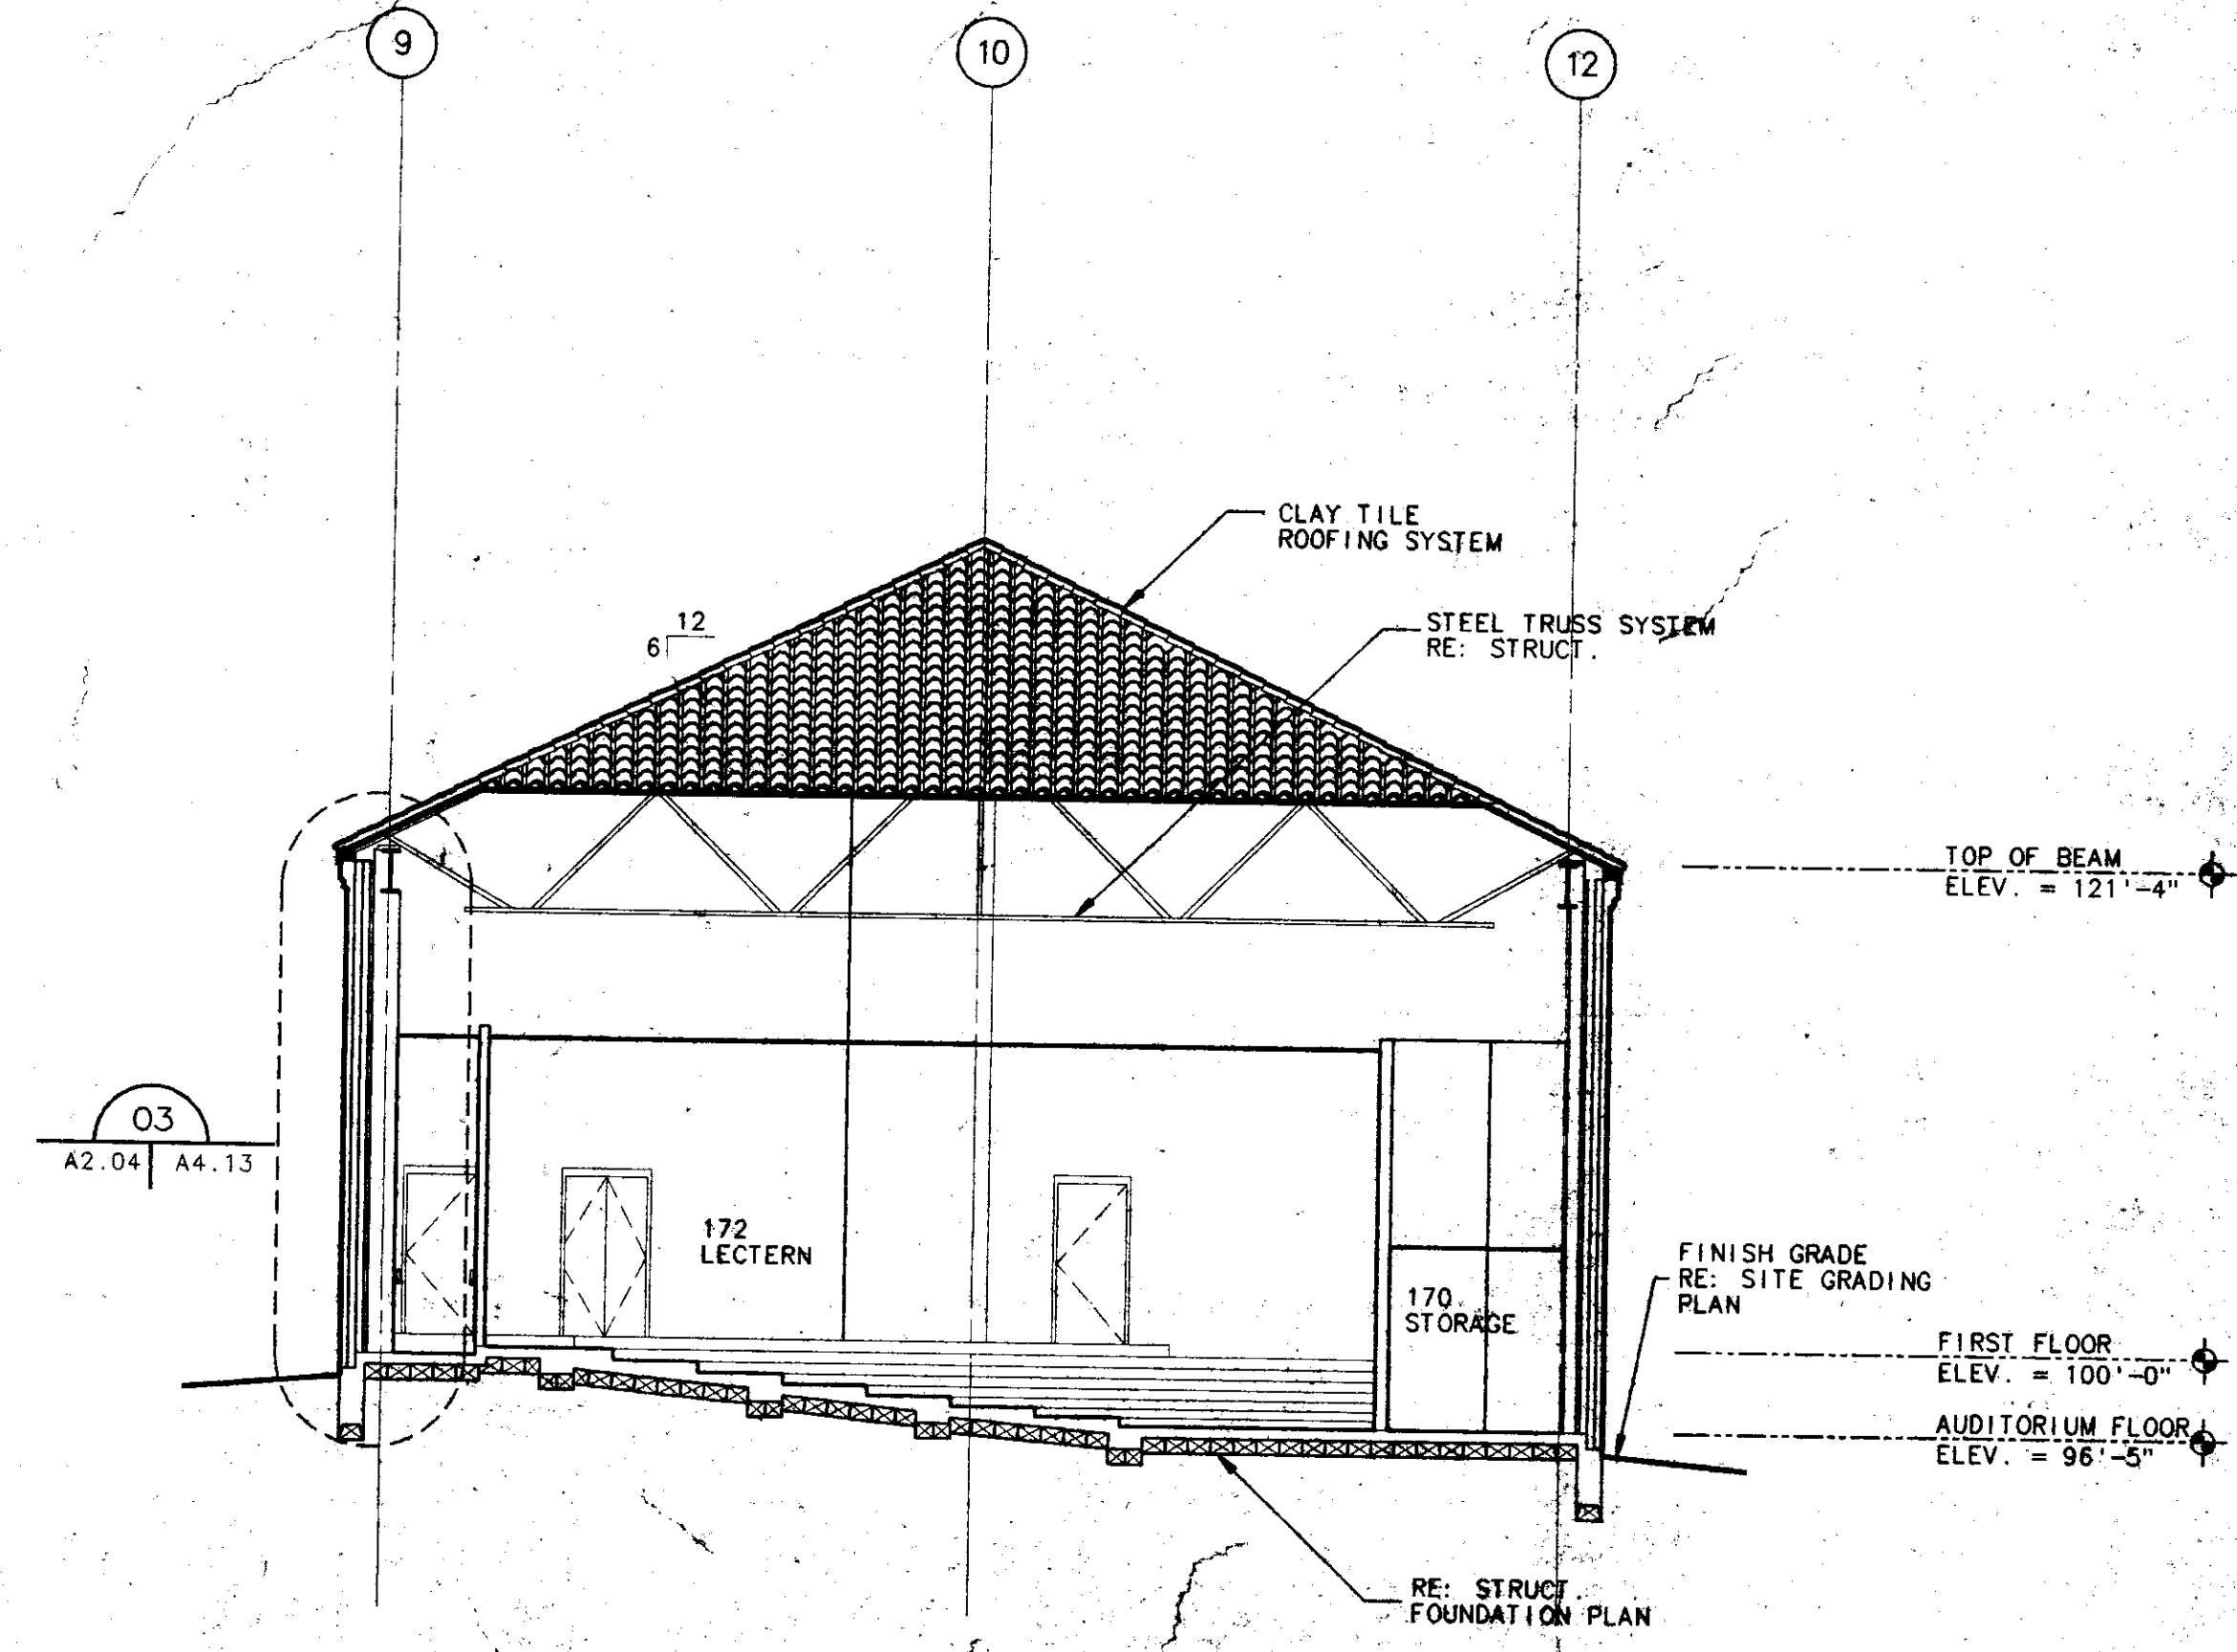 9
10
12
CLAY TILE
ROOFING SYSTEM
12
6
STEEL TRUSS SYSTEM
RE: STRUCT.
TOP OF BEAM
ELEV. = 121'-4"
03
A2.04 A4.13
172
LECTERN
170
STORAGE
FINISH GRADE
RE: SITE GRADING
PLAN
FIRST FLOOR
ELEV. = 100'-0"
AUDITORIUM FLOOR
ELEV. = 96'-5"
RE: STRUCT.
FOUNDATION PLAN